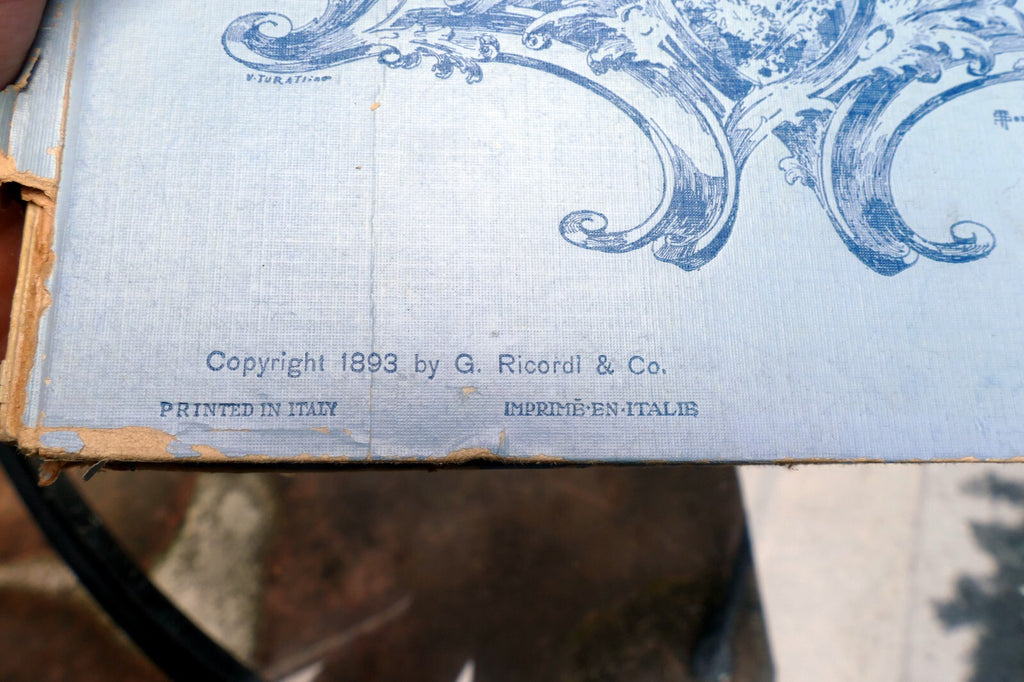 V. TURATI
Copyright 1893 by G. Ricordi & Co.
PRINTED IN ITALY
IMPRIMÉ·EN·ITALIE